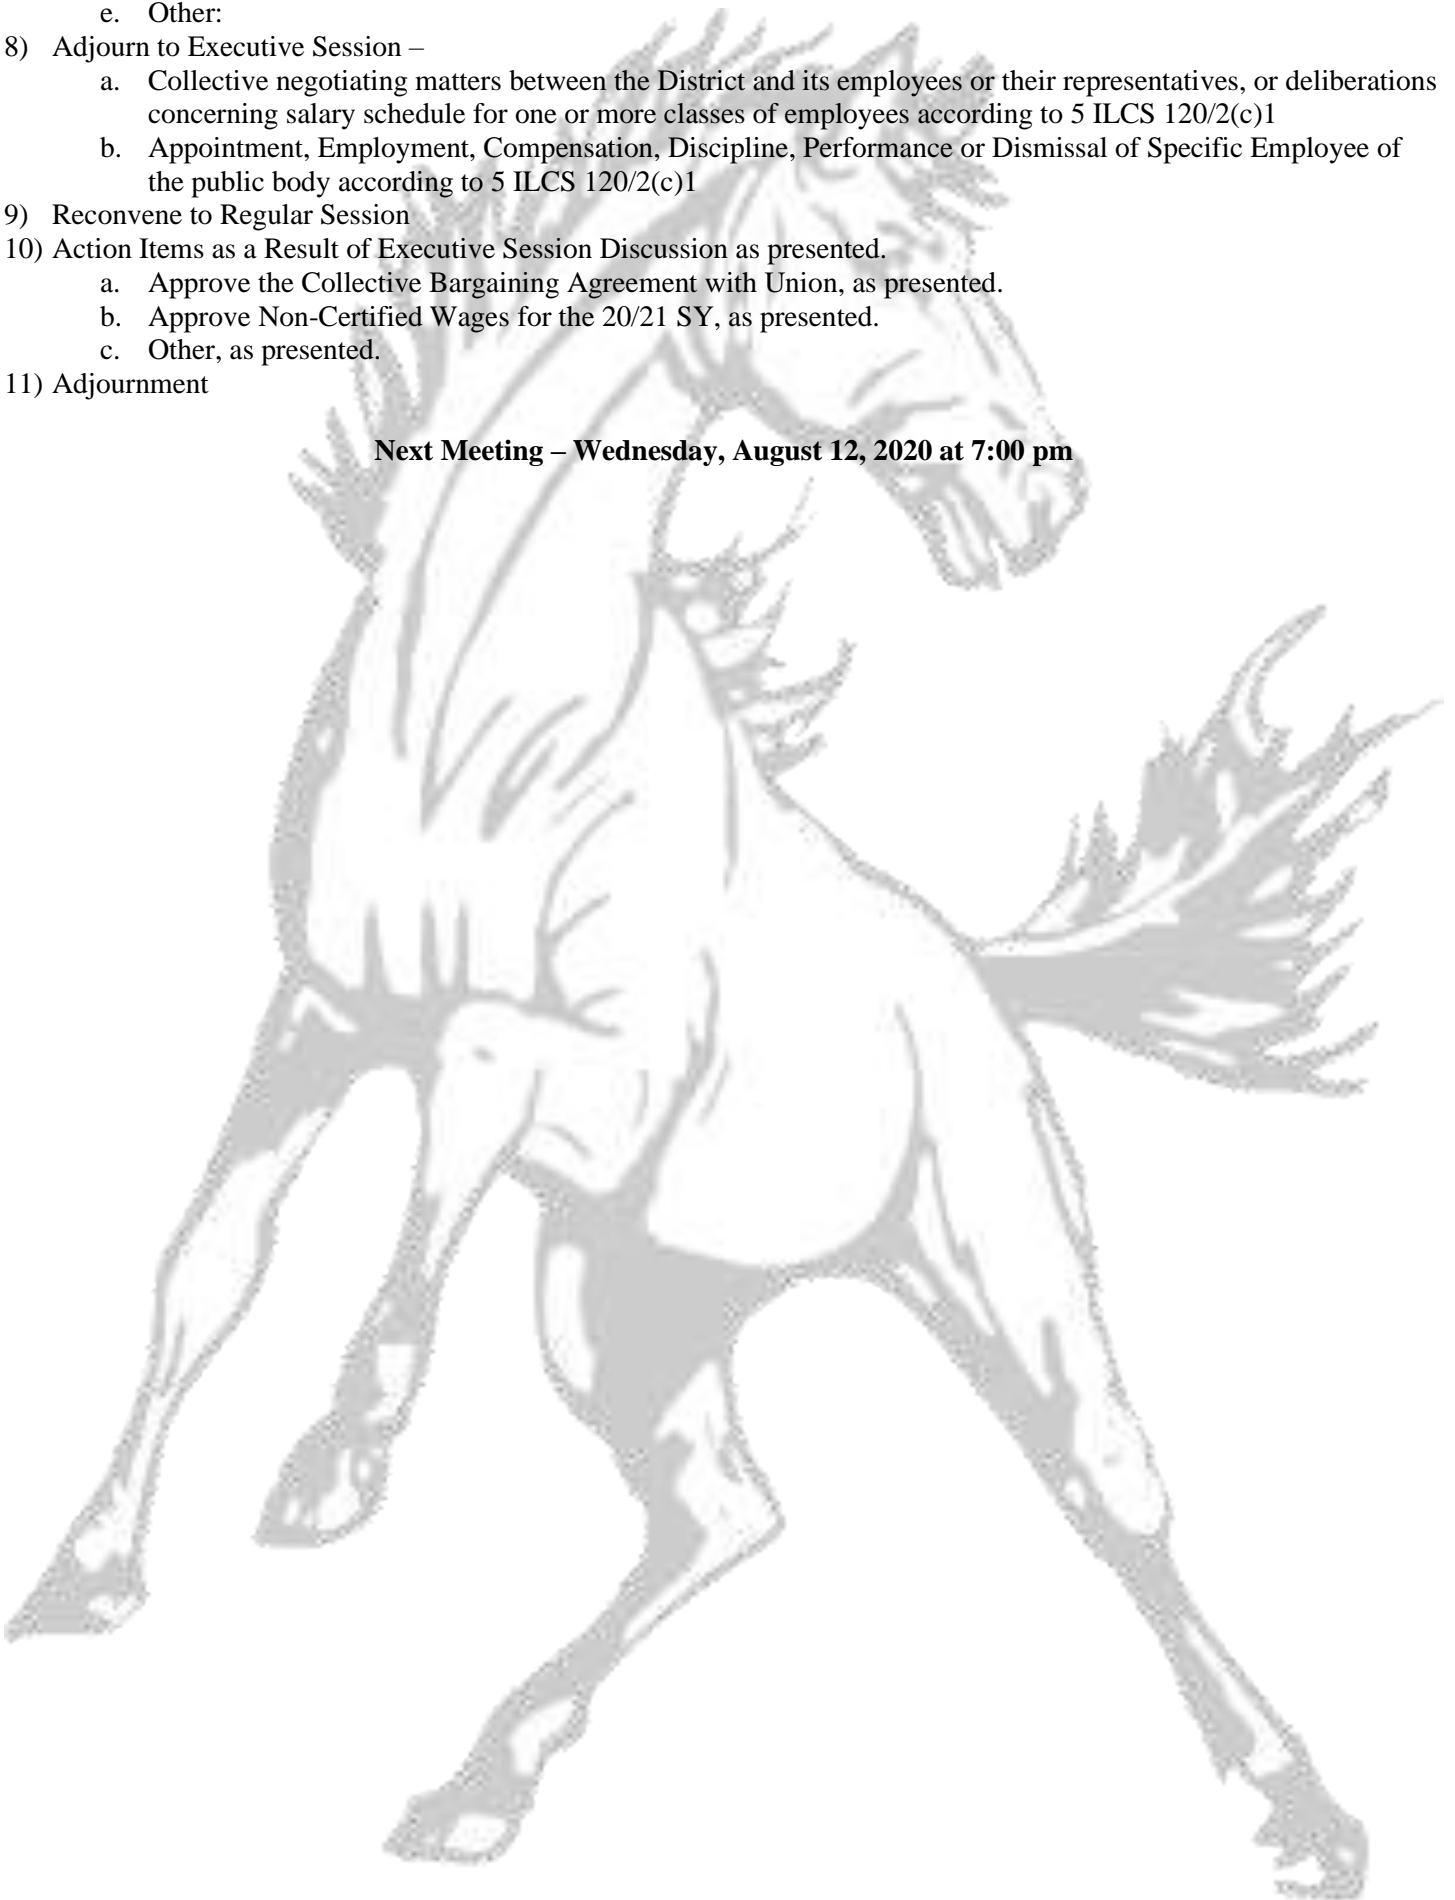 e. Other:
8) Adjourn to Executive Session –
a. Collective negotiating matters between the District and its employees or their representatives, or deliberations
concerning salary schedule for one or more classes of employees according to 5 ILCS 120/2(c)1
b. Appointment, Employment, Compensation, Discipline, Performance or Dismissal of Specific Employee of
the public body according to 5 ILCS 120/2(c)1
9) Reconvene to Regular Session
10) Action Items as a Result of Executive Session Discussion as presented.
a. Approve the Collective Bargaining Agreement with Union, as presented.
b. Approve Non-Certified Wages for the 20/21 SY, as presented.
c. Other, as presented.
11) Adjournment
Next Meeting – Wednesday, August 12, 2020 at 7:00 pm